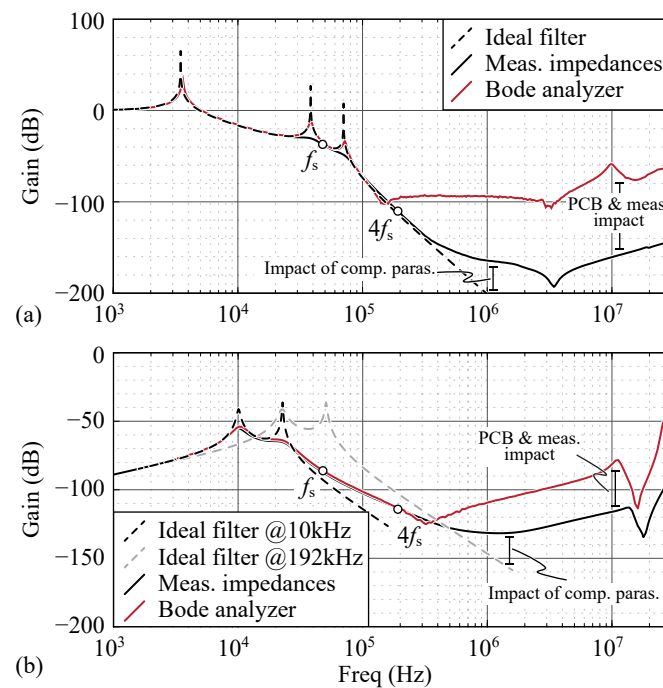 100
0
−100
−200
Gain (dB)
(a)
Ideal filter
Meas. impedances
Bode analyzer
fs
4fs
PCB & meas.
impact
Impact of comp. paras.
10^3
10^4
10^5
10^6
10^7
0
−50
−100
−150
−200
Gain (dB)
(b)
PCB & meas.
impact
fs
4fs
Ideal filter @10kHz
Ideal filter @192kHz
Meas. impedances
Bode analyzer
Impact of comp. paras.
10^3
10^4
10^5
10^6
10^7
Freq (Hz)